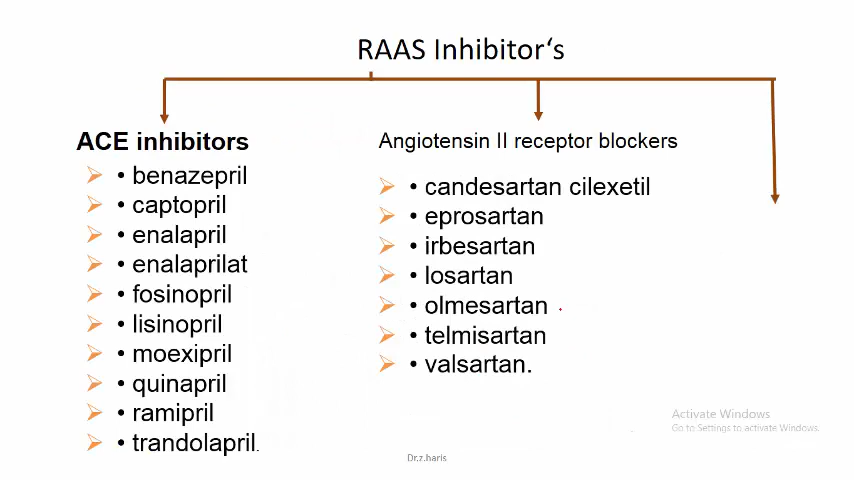 RAAS Inhibitor‘s
ACE inhibitors
• benazepril
• captopril
• enalapril
• enalaprilat
• fosinopril
• lisinopril
• moexipril
• quinapril
• ramipril
• trandolapril.
Angiotensin II receptor blockers
• candesartan cilexetil
• eprosartan
• irbesartan
• losartan
• olmesartan
• telmisartan
• valsartan.
Activate Windows
Go to Settings to activate Windows.
Dr.z.haris